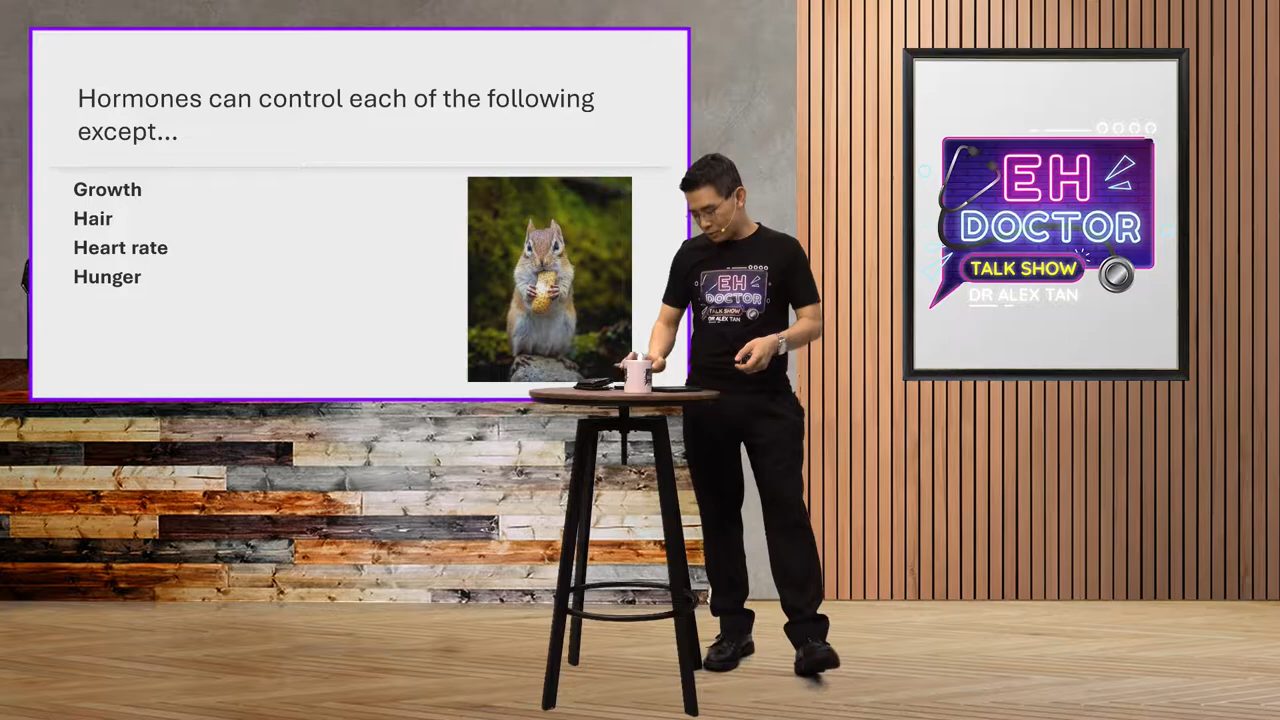 Hormones can control each of the following
except...
Growth
Hair
Heart rate
Hunger
EH
DOCTOR
TALK SHOW
DR ALEX TAN
EH
DOCTOR
TALK SHOW
DR ALEX TAN